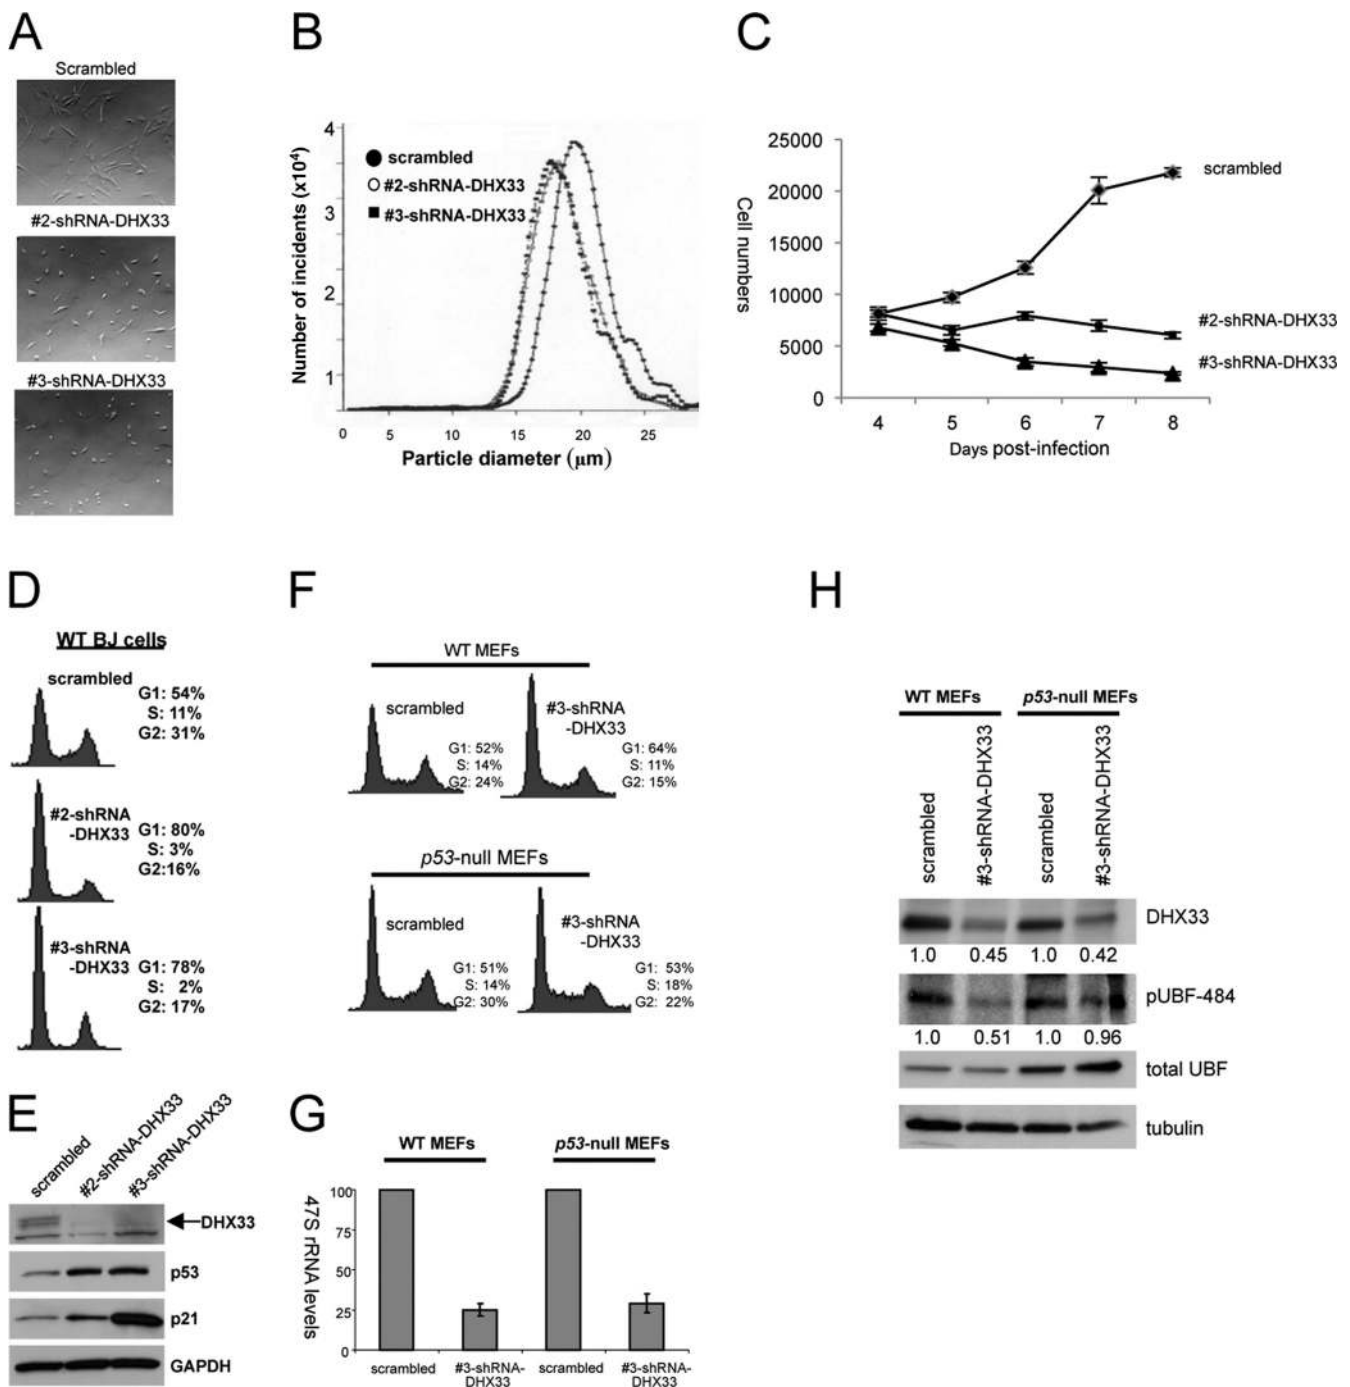 A
Scrambled
#2-shRNA-DHX33
#3-shRNA-DHX33
B
4
3
2
1
Number of incidents (x10⁴)
scrambled
#2-shRNA-DHX33
#3-shRNA-DHX33
0 5 10 15 20 25
Particle diameter (μm)
C
25000
20000
15000
10000
5000
0
Cell numbers
scrambled
#2-shRNA-DHX33
#3-shRNA-DHX33
4 5 6 7 8
Days post-infection
D
WT BJ cells
scrambled
G1: 54%
S: 11%
G2: 31%
#2-shRNA
-DHX33
G1: 80%
S: 3%
G2:16%
#3-shRNA
-DHX33
G1: 78%
S: 2%
G2: 17%
E
scrambled
#2-shRNA-DHX33
#3-shRNA-DHX33
DHX33
p53
p21
GAPDH
F
WT MEFs
scrambled
G1: 52%
S: 14%
G2: 24%
#3-shRNA
-DHX33
G1: 64%
S: 11%
G2: 15%
p53-null MEFs
scrambled
G1: 51%
S: 14%
G2: 30%
#3-shRNA
-DHX33
G1: 53%
S: 18%
G2: 22%
G
WT MEFs
p53-null MEFs
100
75
50
25
0
47S rRNA levels
scrambled
#3-shRNA-
DHX33
scrambled
#3-shRNA-
DHX33
H
WT MEFs
p53-null MEFs
scrambled
#3-shRNA-DHX33
scrambled
#3-shRNA-DHX33
DHX33
1.0 0.45 1.0 0.42
pUBF-484
1.0 0.51 1.0 0.96
total UBF
tubulin